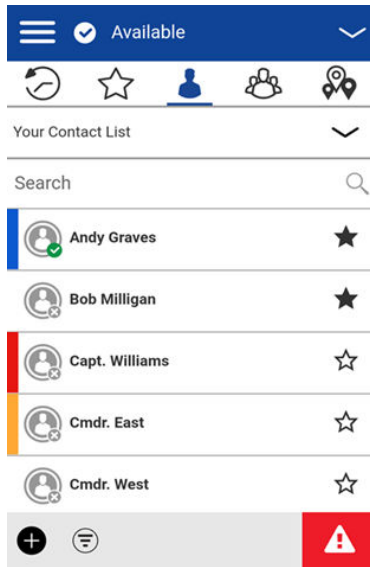 Available
Your Contact List
Search
Andy Graves
Bob Milligan
Capt. Williams
Cmdr. East
Cmdr. West